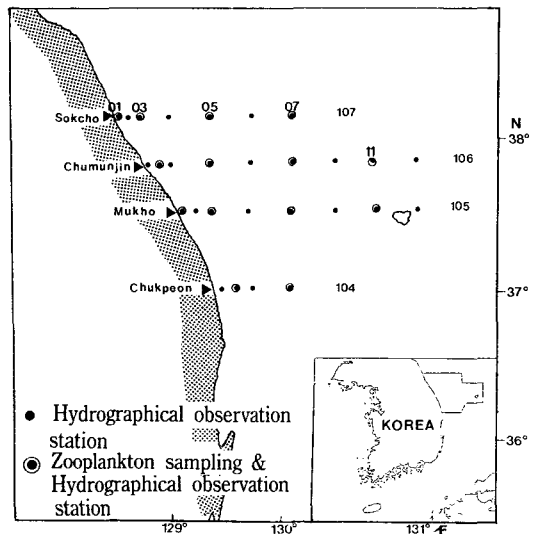 01 03 05 07 107
Sokcho
N
38°
11
Chumunjin 106
Mukho 105
Chukpeon 104
37°
KOREA
36°
Hydrographical observation
station
Zooplankton sampling &
Hydrographical observation
station
129° 130° 131°